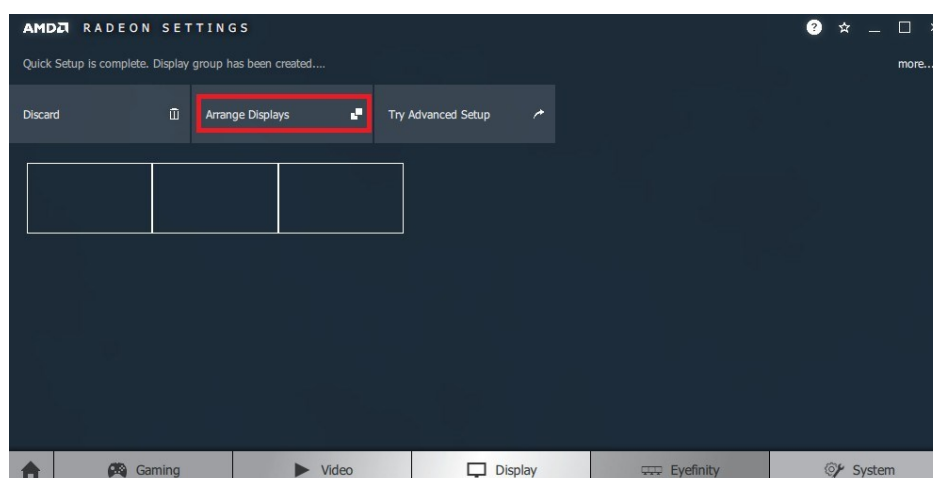 AMD RADEON SETTINGS
Quick Setup is complete. Display group has been created....
more...
Discard
Arrange Displays
Try Advanced Setup
Gaming
Video
Display
Eyefinity
System